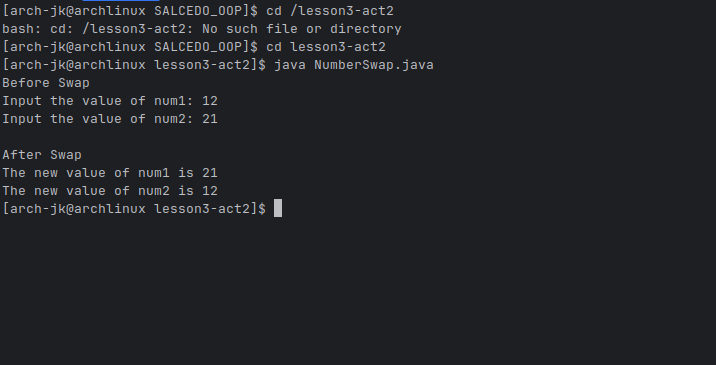 [arch-jk@archlinux SALCEDO_OOP]$ cd /lesson3-act2
bash: cd: /lesson3-act2: No such file or directory
[arch-jk@archlinux SALCEDO_OOP]$ cd lesson3-act2
[arch-jk@archlinux lesson3-act2]$ java NumberSwap.java
Before Swap
Input the value of num1: 12
Input the value of num2: 21

After Swap
The new value of num1 is 21
The new value of num2 is 12
[arch-jk@archlinux lesson3-act2]$